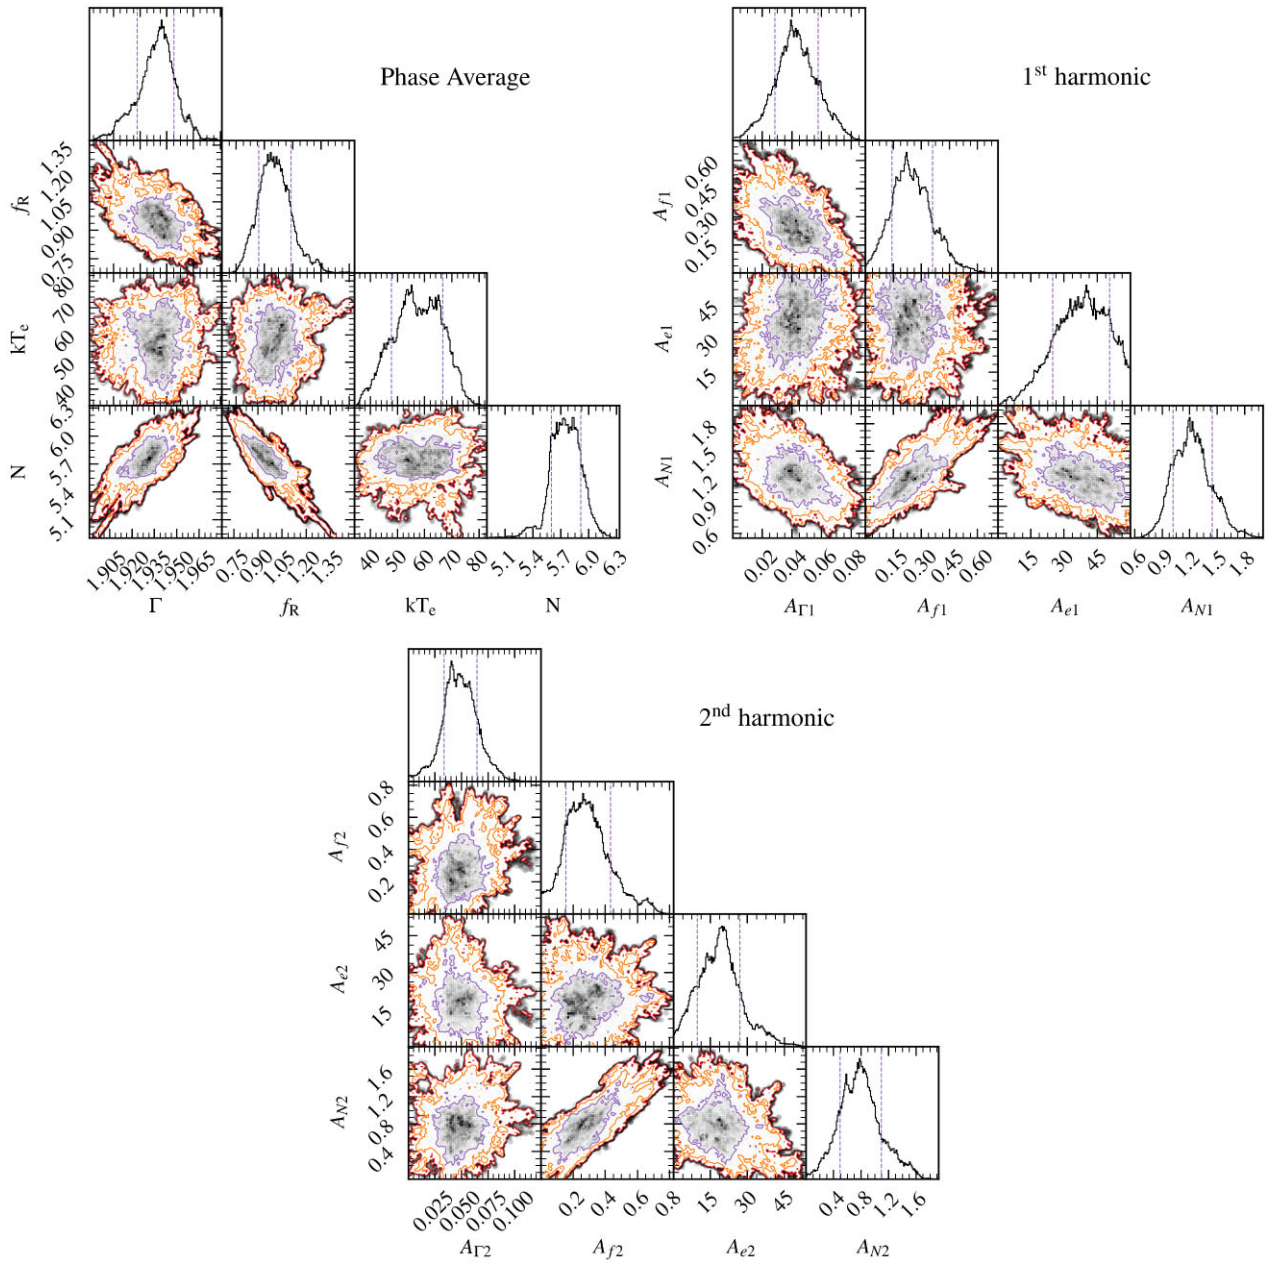 Phase Average
1st harmonic
1.35
1.20
1.05
0.90
0.75
fR
80
70
60
50
40
kTe
6.3
6.0
5.7
5.4
5.1
N
1.905 1.920 1.935 1.950 1.965
0.75 0.90 1.05 1.20 1.35
40 50 60 70 80
5.1 5.4 5.7 6.0 6.3
Γ fR kTe N
0.60
0.45
0.30
0.15
Af1
45
30
15
Ae1
1.8
1.5
1.2
0.9
0.6
AN1
0.02 0.04 0.06 0.08
0.15 0.30 0.45 0.60
15 30 45
0.6 0.9 1.2 1.5 1.8
AΓ1 Af1 Ae1 AN1
2nd harmonic
0.8
0.6
0.4
0.2
Af2
45
30
15
Ae2
1.6
1.2
0.8
0.4
AN2
0.025 0.050 0.075 0.100
0.2 0.4 0.6 0.8
15 30 45
0.4 0.8 1.2 1.6
AΓ2 Af2 Ae2 AN2